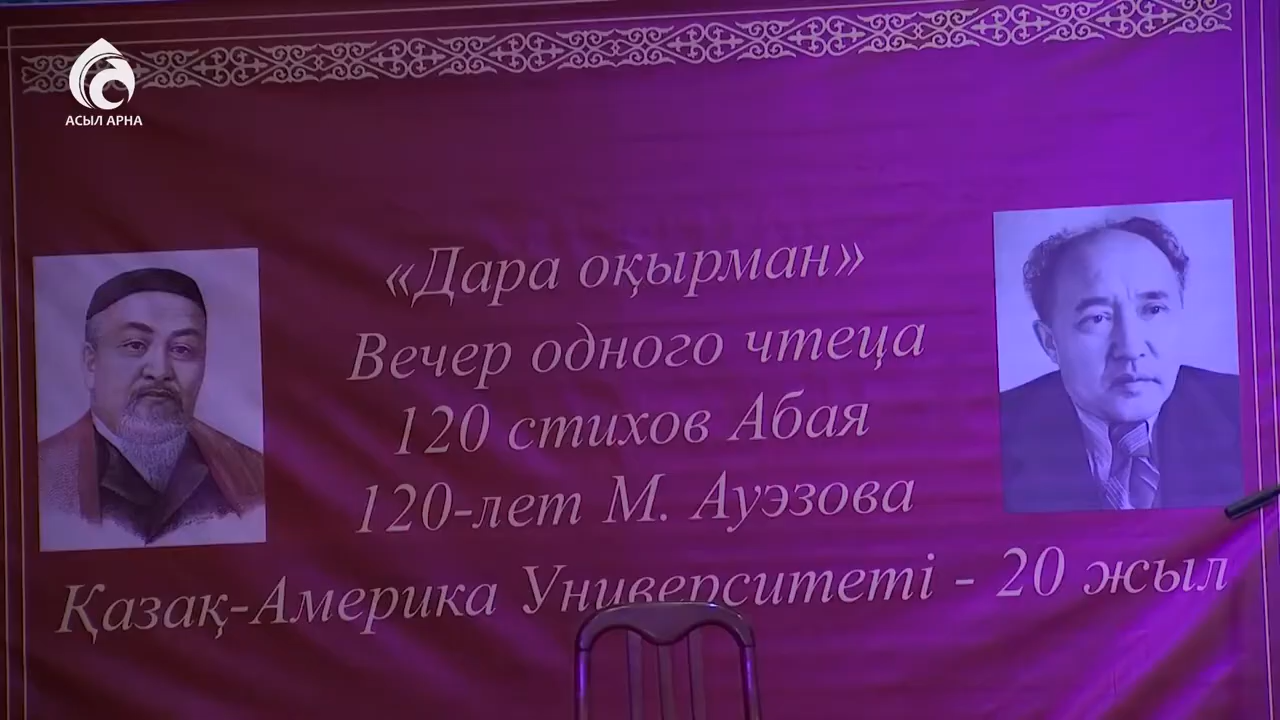 АСЫЛ АРНА
«Дара оқырман»
Вечер одного чтеца
120 стихов Абая
120-лет М. Ауэзова
Қазақ-Америка Университеті - 20 жыл